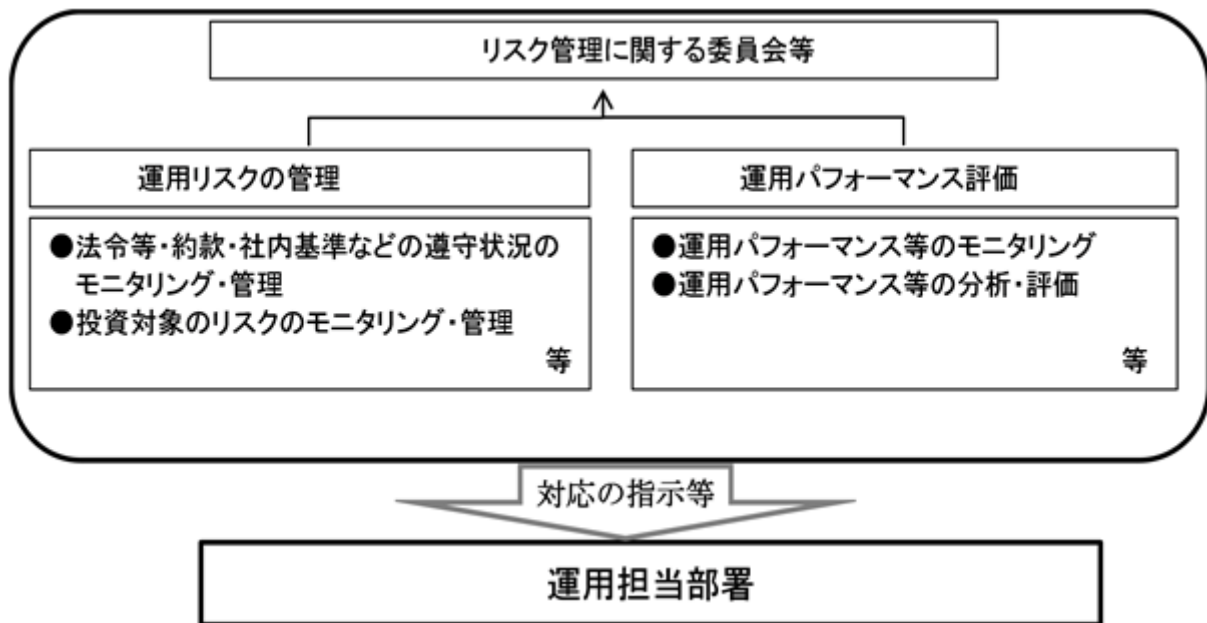 リスク管理に関する委員会等
運用リスクの管理
●法令等・約款・社内基準などの遵守状況の
モニタリング・管理
●投資対象のリスクのモニタリング・管理
等
運用パフォーマンス評価
●運用パフォーマンス等のモニタリング
●運用パフォーマンス等の分析・評価
等
対応の指示等
運用担当部署